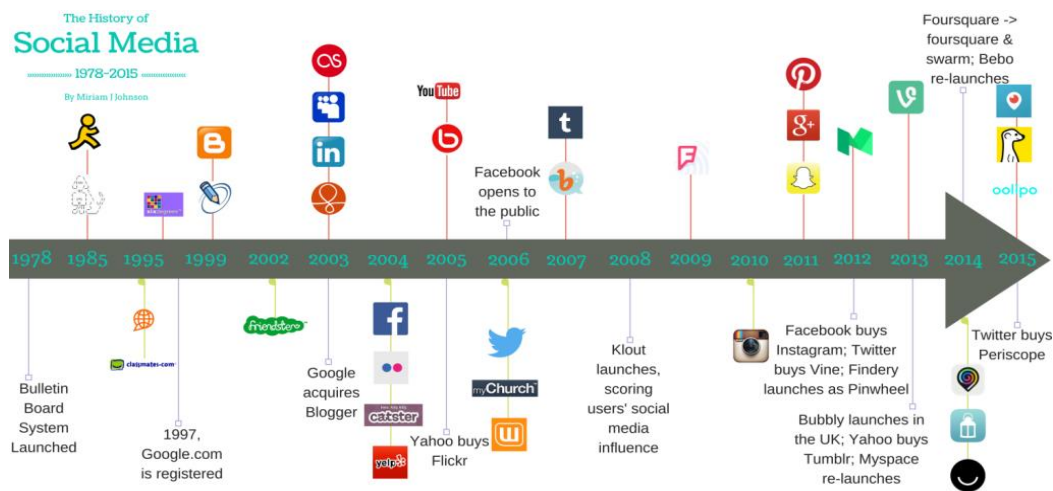 The History of
Social Media
1978-2015
By Miriam J Johnson
Foursquare ->
foursquare &
swarm; Bebo
re-launches
You Tube
in
t
g+
Facebook
opens to
the public
b
oolipo
1978 1985 1995 1999 2002 2003 2004 2005 2006 2007 2008 2009 2010 2011 2012 2013 2014 2015
friendster
classmates.com
f
Bulletin
Board
System
Launched
1997,
Google.com
is registered
Google
acquires
Blogger
catster
yelp
Yahoo buys
Flickr
myChurch
Klout
launches,
scoring
users' social
media
influence
Facebook buys
Instagram; Twitter
buys Vine; Findery
launches as Pinwheel
Bubbly launches in
the UK; Yahoo buys
Tumblr; Myspace
re-launches
Twitter buys
Periscope